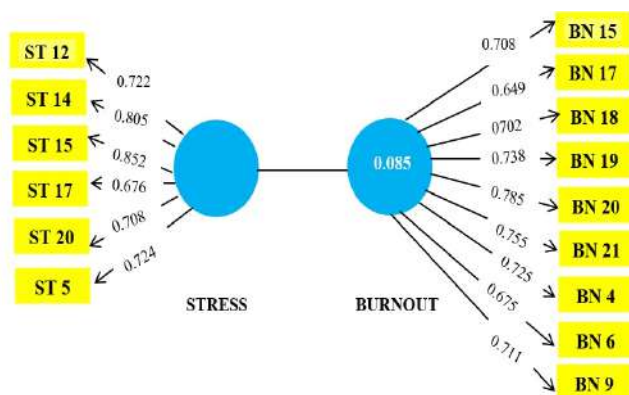 ST 12
ST 14
ST 15
ST 17
ST 20
ST 5
0.722
0.805
0.852
0.676
0.708
0.724
STRESS
0.085
BURNOUT
0.708
0.649
0702
0.738
0.785
0.755
0.725
0.675
0.711
BN 15
BN 17
BN 18
BN 19
BN 20
BN 21
BN 4
BN 6
BN 9